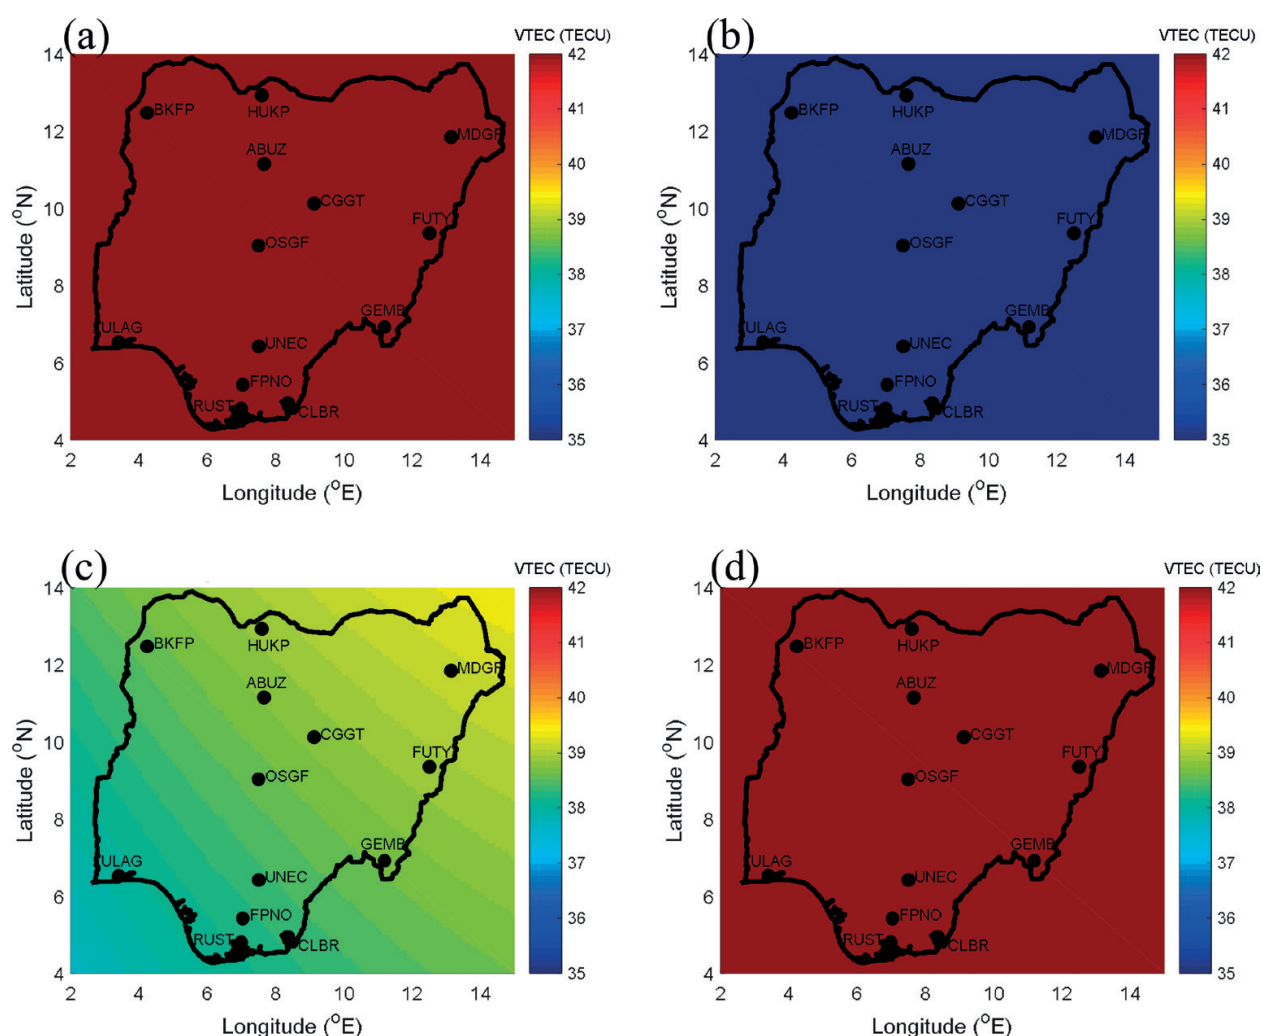 (a)
VTEC (TECU)
14
12
10
8
6
4
Latitude (°N)
BKFP
HUKP
MDGF
ABUZ
CGGT
FUTY
OSGF
GEMB
ULAG
UNEC
FPNO
RUST
CLBR
2 4 6 8 10 12 14
Longitude (°E)
42
41
40
39
38
37
36
35
(b)
VTEC (TECU)
14
12
10
8
6
4
Latitude (°N)
BKFP
HUKP
MDGF
ABUZ
CGGT
FUTY
OSGF
GEMB
ULAG
UNEC
FPNO
RUST
CLBR
2 4 6 8 10 12 14
Longitude (°E)
42
41
40
39
38
37
36
35
(c)
VTEC (TECU)
14
12
10
8
6
4
Latitude (°N)
BKFP
HUKP
MDGF
ABUZ
CGGT
FUTY
OSGF
GEMB
ULAG
UNEC
FPNO
RUST
CLBR
2 4 6 8 10 12 14
Longitude (°E)
42
41
40
39
38
37
36
35
(d)
VTEC (TECU)
14
12
10
8
6
4
Latitude (°N)
BKFP
HUKP
MDGF
ABUZ
CGGT
FUTY
OSGF
GEMB
ULAG
UNEC
FPNO
RUST
CLBR
2 4 6 8 10 12 14
Longitude (°E)
42
41
40
39
38
37
36
35